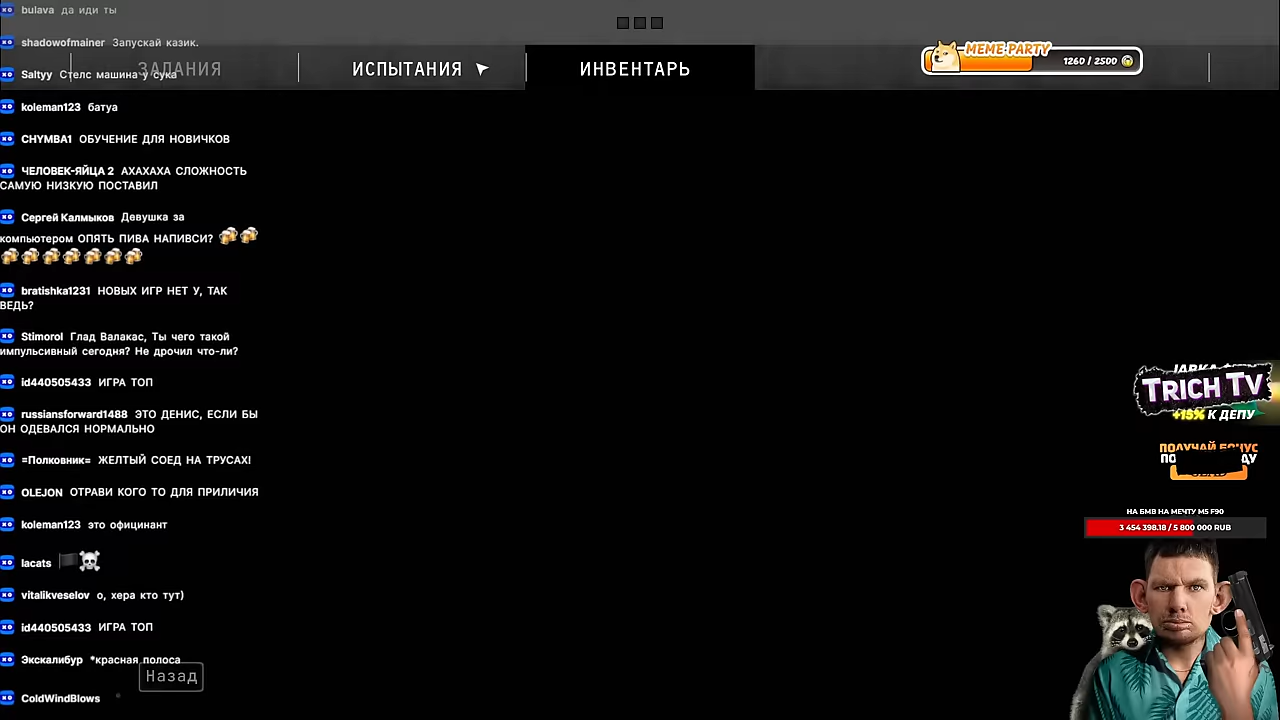 bulava да иди ты
shadowofmainer Запускай казик.
Saltyy Стелс машина у сука
ЗАДАНИЯ
ИСПЫТАНИЯ
ИНВЕНТАРЬ
MEME PARTY
1260 / 2500
koleman123 батуа
CHYMBA1 ОБУЧЕНИЕ ДЛЯ НОВИЧКОВ
ЧЕЛОВЕК-ЯЙЦА 2 АХАХАХА СЛОЖНОСТЬ
САМУЮ НИЗКУЮ ПОСТАВИЛ
Сергей Калмыков Девушка за
компьютером ОПЯТЬ ПИВА НАПИВСИ?
bratishka1231 НОВЫХ ИГР НЕТ У, ТАК
ВЕДЬ?
Stimorol Глад Валакас, Ты чего такой
импульсивный сегодня? Не дрочил что-ли?
id440505433 ИГРА ТОП
russiansforward1488 ЭТО ДЕНИС, ЕСЛИ БЫ
ОН ОДЕВАЛСЯ НОРМАЛЬНО
=Полковник= ЖЕЛТЫЙ СОЕД НА ТРУСАХ!
OLEJON ОТРАВИ КОГО ТО ДЛЯ ПРИЛИЧИЯ
koleman123 это официнант
lacats
vitalikveselov о, хера кто тут)
id440505433 ИГРА ТОП
Экскалибур *красная полоса
Назад
ColdWindBlows
TRICH TV
+15% К ДЕПУ
ПОЛУЧАЙ БОНУС
НА БМВ НА МЕЧТУ M5 F90
3 454 398.18 / 5 800 000 RUB